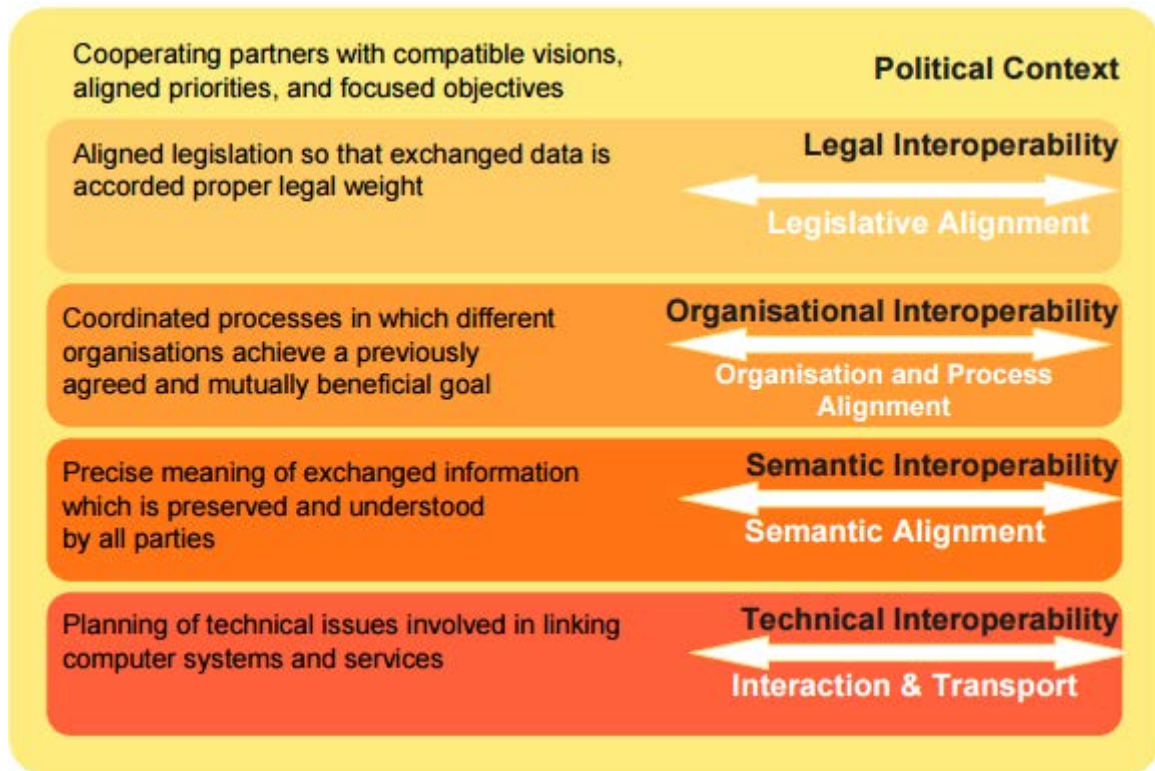 Cooperating partners with compatible visions,
aligned priorities, and focused objectives
Political Context
Aligned legislation so that exchanged data is
accorded proper legal weight
Legal Interoperability
Legislative Alignment
Coordinated processes in which different
organisations achieve a previously
agreed and mutually beneficial goal
Organisational Interoperability
Organisation and Process
Alignment
Precise meaning of exchanged information
which is preserved and understood
by all parties
Semantic Interoperability
Semantic Alignment
Planning of technical issues involved in linking
computer systems and services
Technical Interoperability
Interaction & Transport